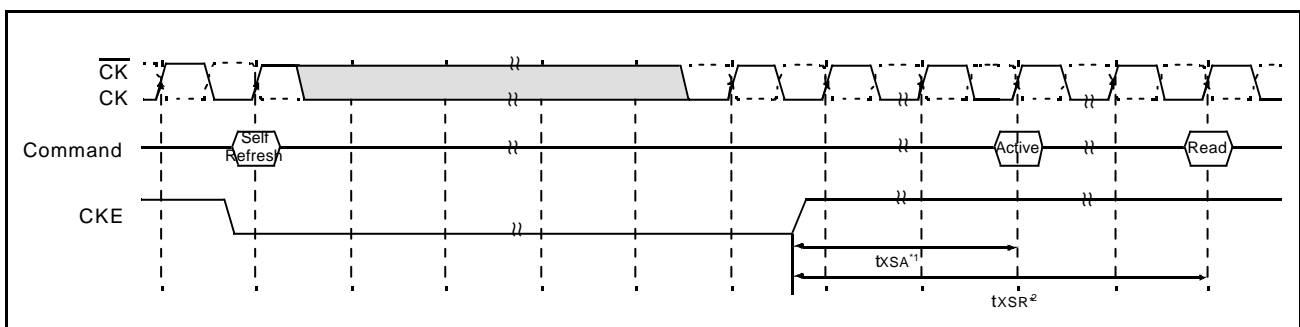 CK
CK
Command
Self
Refresh
Active
Read
CKE
tXSA*1
tXSR*2